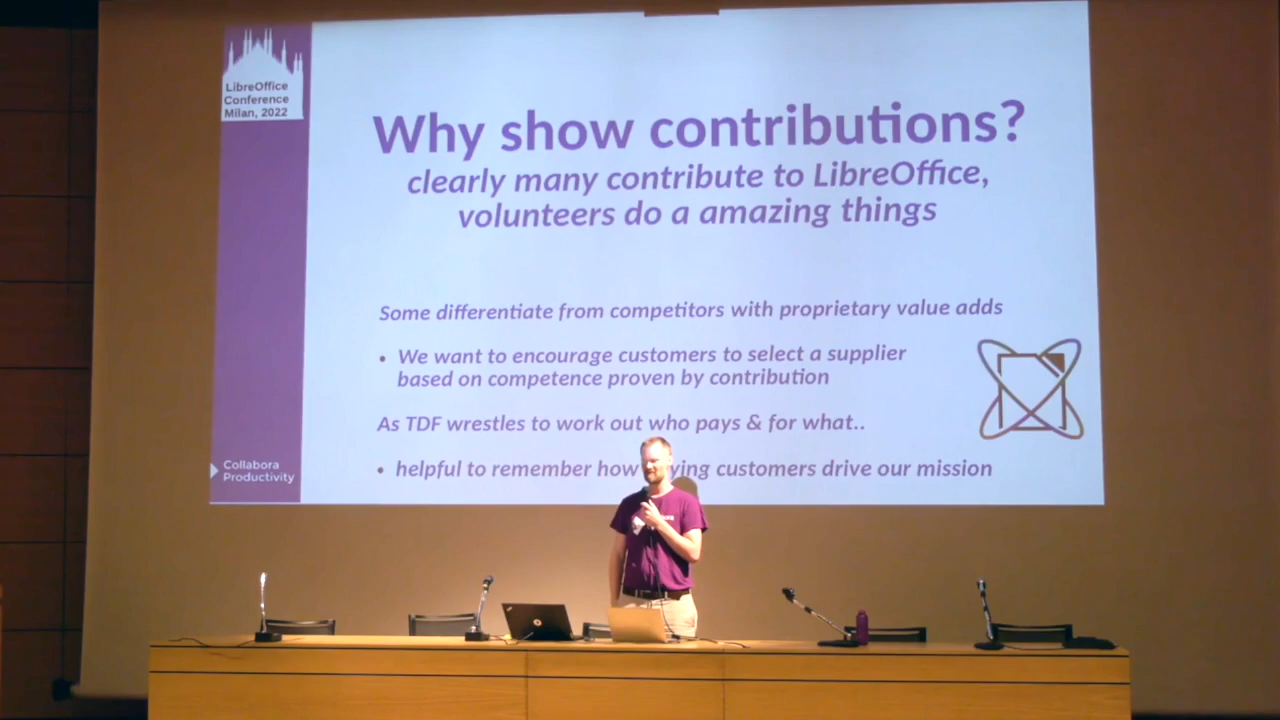 LibreOffice
Conference
Milan, 2022
Why show contributions?
clearly many contribute to LibreOffice,
volunteers do a amazing things
Some differentiate from competitors with proprietary value adds
• We want to encourage customers to select a supplier
based on competence proven by contribution
As TDF wrestles to work out who pays & for what..
• helpful to remember how ying customers drive our mission
Collabora
Productivity